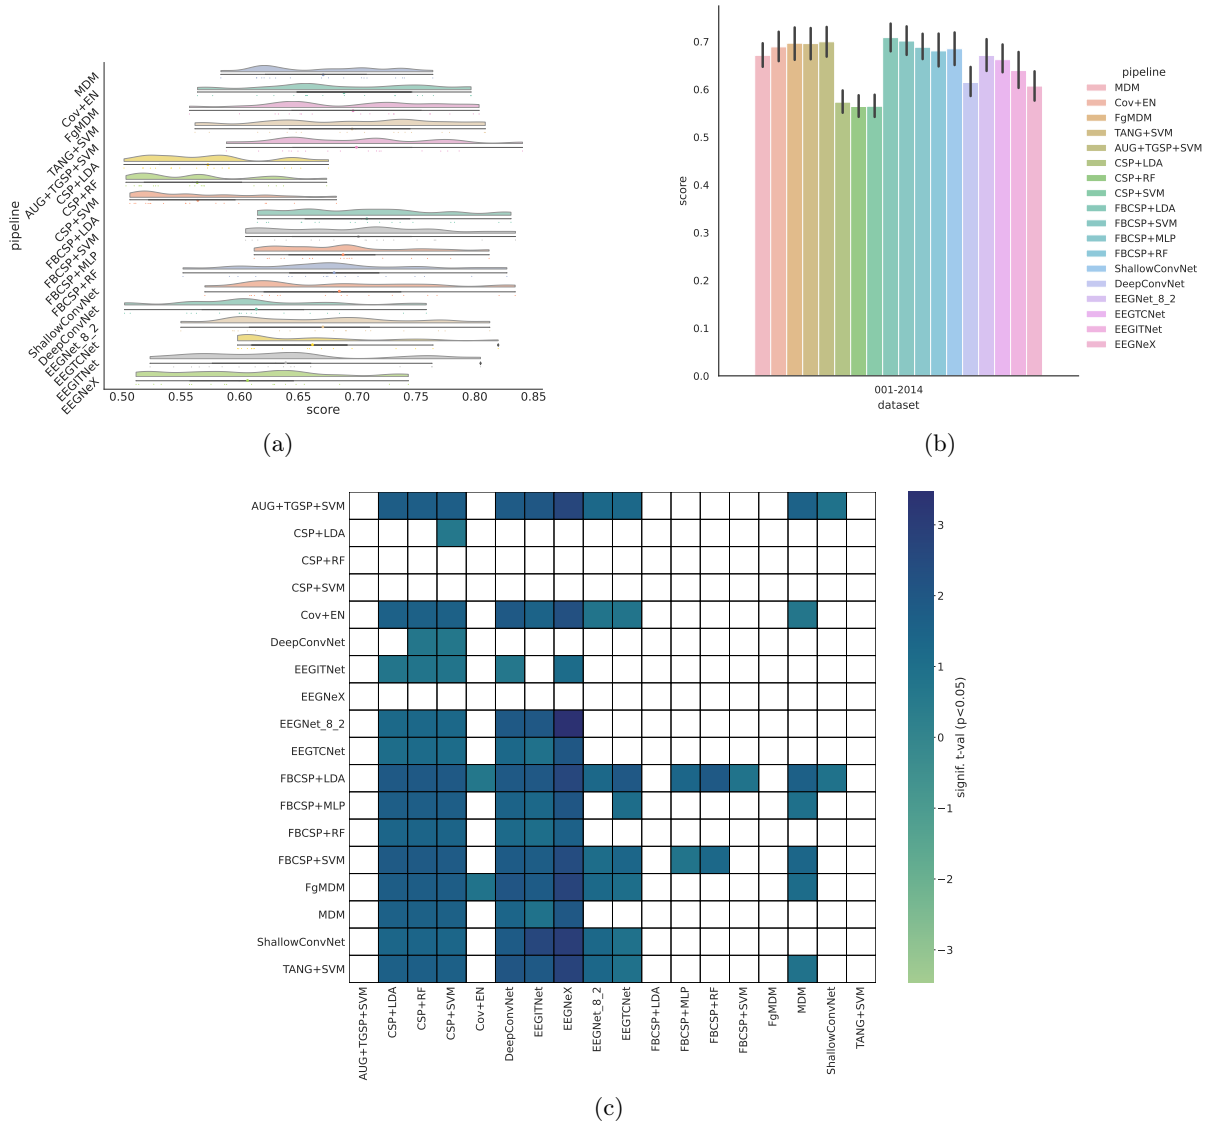 pipeline
MDM
Cov+EN
FgMDM
TANG+SVM
AUG+TGSP+SVM
CSP+LDA
CSP+RF
CSP+SVM
FBCSP+LDA
FBCSP+SVM
FBCSP+MLP
FBCSP+RF
ShallowConvNet
DeepConvNet
EEGNet_8_2
EEGTCNet
EEGITNet
EEGNeX
0.50 0.55 0.60 0.65 0.70 0.75 0.80 0.85
score
(a)
score
0.7
0.6
0.5
0.4
0.3
0.2
0.1
0.0
001-2014
dataset
pipeline
MDM
Cov+EN
FgMDM
TANG+SVM
AUG+TGSP+SVM
CSP+LDA
CSP+RF
CSP+SVM
FBCSP+LDA
FBCSP+SVM
FBCSP+MLP
FBCSP+RF
ShallowConvNet
DeepConvNet
EEGNet_8_2
EEGTCNet
EEGITNet
EEGNeX
(b)
AUG+TGSP+SVM
CSP+LDA
CSP+RF
CSP+SVM
Cov+EN
DeepConvNet
EEGITNet
EEGNeX
EEGNet_8_2
EEGTCNet
FBCSP+LDA
FBCSP+MLP
FBCSP+RF
FBCSP+SVM
FgMDM
MDM
ShallowConvNet
TANG+SVM
AUG+TGSP+SVM
CSP+LDA
CSP+RF
CSP+SVM
Cov+EN
DeepConvNet
EEGITNet
EEGNeX
EEGNet_8_2
EEGTCNet
FBCSP+LDA
FBCSP+MLP
FBCSP+RF
FBCSP+SVM
FgMDM
MDM
ShallowConvNet
TANG+SVM
3
2
1
0
−1
−2
−3
signif. t-val (p<0.05)
(c)